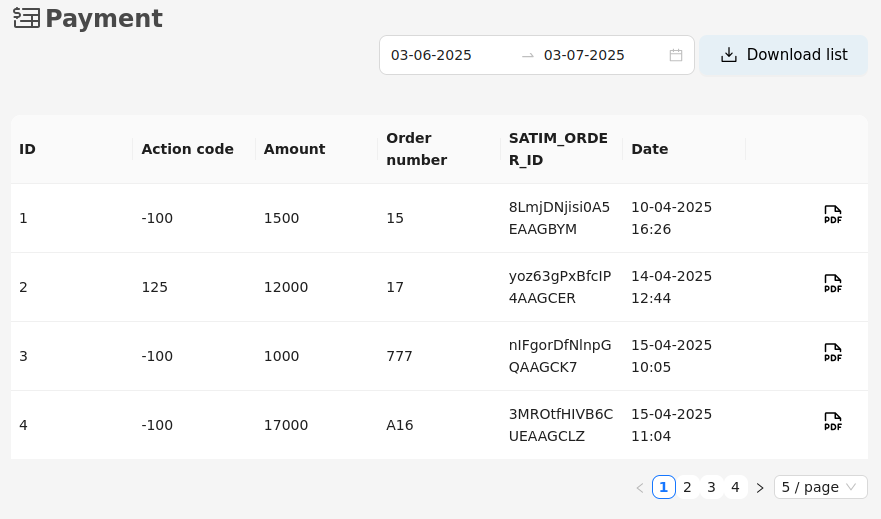 Payment
03-06-2025 → 03-07-2025 Download list
ID Action code Amount Order number SATIM_ORDER_ID Date
1 -100 1500 15 8LmjDNjisi0A5EAAGBYM 10-04-2025 16:26 PDF
2 125 12000 17 yoz63gPxBfcIP4AAGCER 14-04-2025 12:44 PDF
3 -100 1000 777 nIFgorDfNlnpGQAAGCK7 15-04-2025 10:05 PDF
4 -100 17000 A16 3MROtfHIVB6CUEAAGCLZ 15-04-2025 11:04 PDF
< 1 2 3 4 > 5 / page